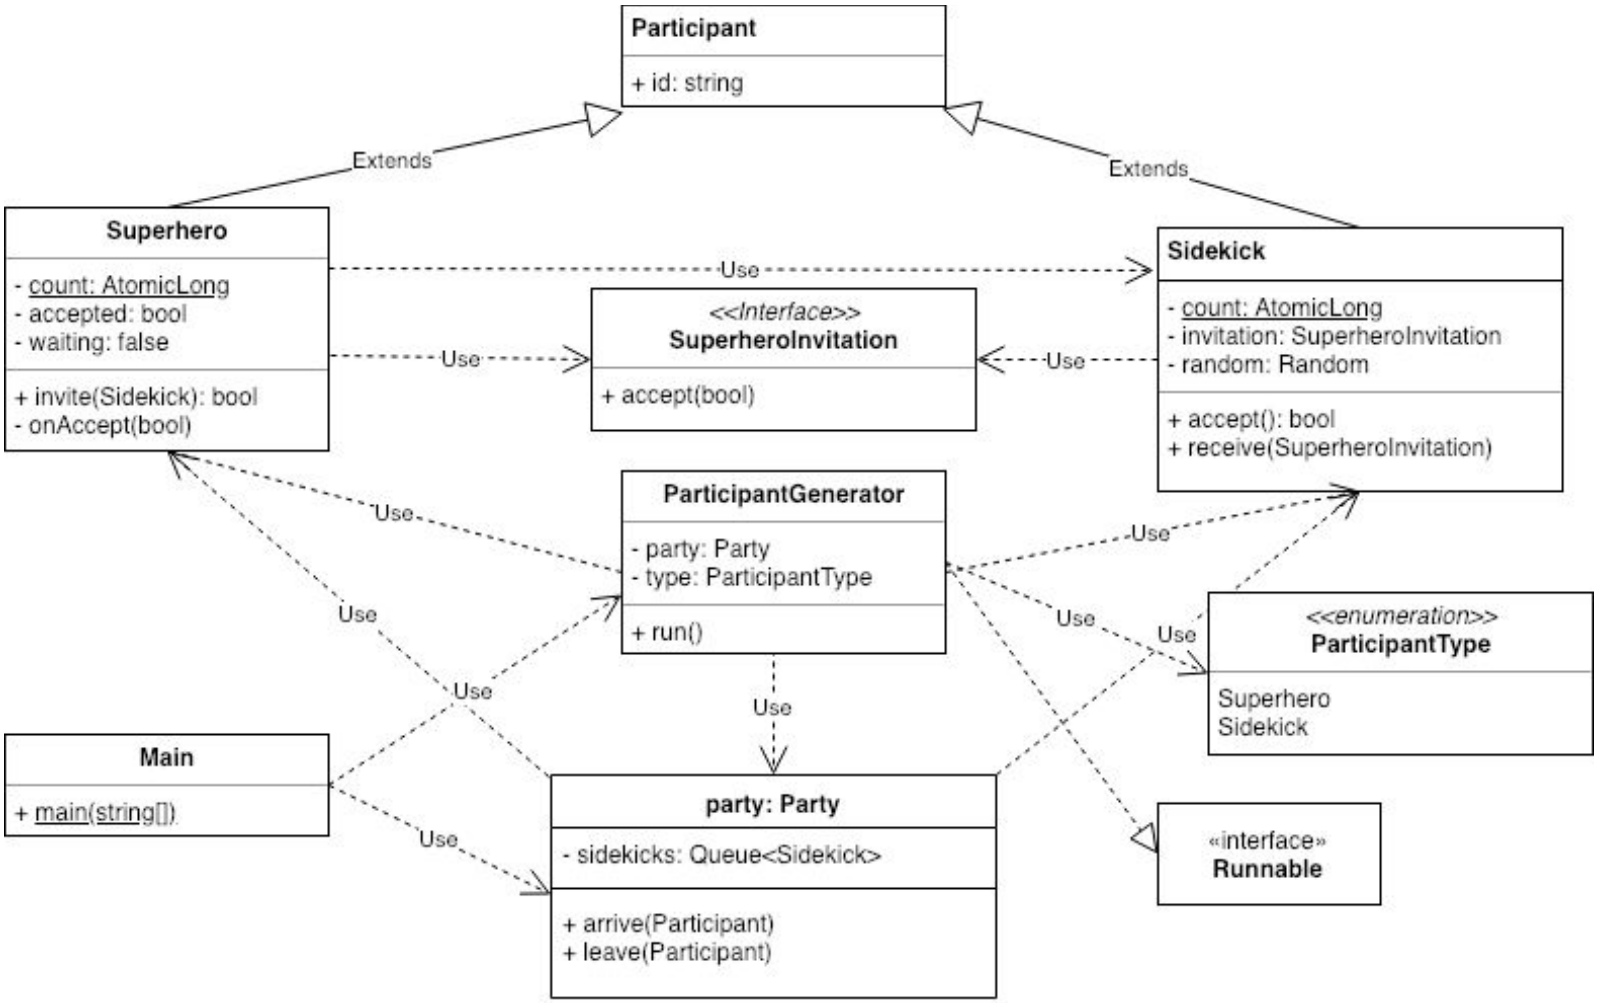 Participant
+ id: string
Extends
Extends
Superhero
- count: AtomicLong
- accepted: bool
- waiting: false
+ invite(Sidekick): bool
- onAccept(bool)
Use
Use
<<Interface>>
SuperheroInvitation
+ accept(bool)
Use
Sidekick
- count: AtomicLong
- invitation: SuperheroInvitation
- random: Random
+ accept(): bool
+ receive(SuperheroInvitation)
Use
ParticipantGenerator
- party: Party
- type: ParticipantType
+ run()
Use
Use
Use
Use
<<enumeration>>
ParticipantType
Superhero
Sidekick
Use
Use
Main
+ main(string[])
Use
party: Party
- sidekicks: Queue<Sidekick>
+ arrive(Participant)
+ leave(Participant)
«interface»
Runnable